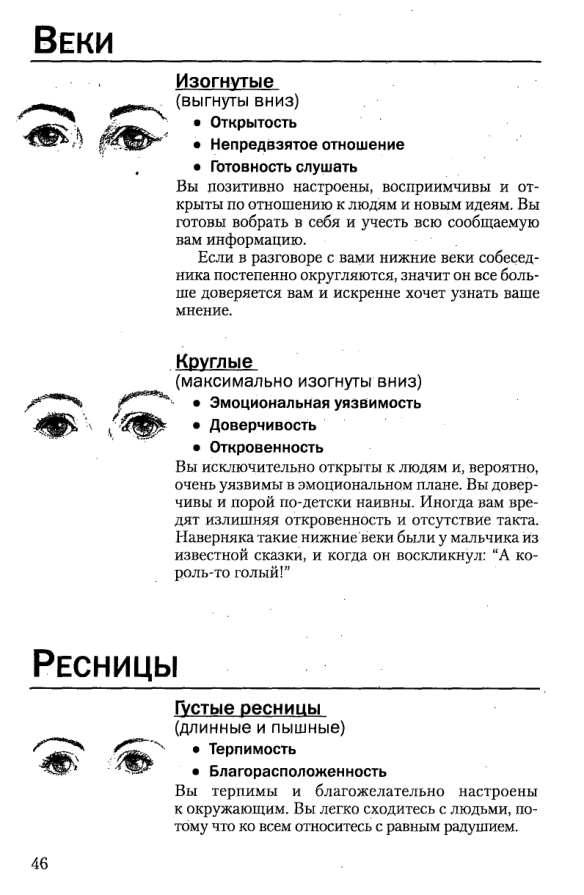 Веки
Изогнутые
(выгнуты вниз)
• Открытость
• Непредвзятое отношение
• Готовность слушать
Вы позитивно настроены, восприимчивы и от-
крыты по отношению к людям и новым идеям. Вы
готовы вобрать в себя и учесть всю сообщаемую
вам информацию.
Если в разговоре с вами нижние веки собесед-
ника постепенно округляются, значит он все боль-
ше доверяется вам и искренне хочет узнать ваше
мнение.
Круглые
(максимально изогнуты вниз)
• Эмоциональная уязвимость
• Доверчивость
• Откровенность
Вы исключительно открыты к людям и, вероятно,
очень уязвимы в эмоциональном плане. Вы довер-
чивы и порой по-детски наивны. Иногда вам вре-
дят излишняя откровенность и отсутствие такта.
Наверняка такие нижние веки были у мальчика из
известной сказки, и когда он воскликнул: “А ко-
роль-то голый!”
Ресницы
Густые ресницы
(длинные и пышные)
• Терпимость
• Благорасположенность
Вы терпимы и благожелательно настроены
к окружающим. Вы легко сходитесь с людьми, по-
тому что ко всем относитесь с равным радушием.
46